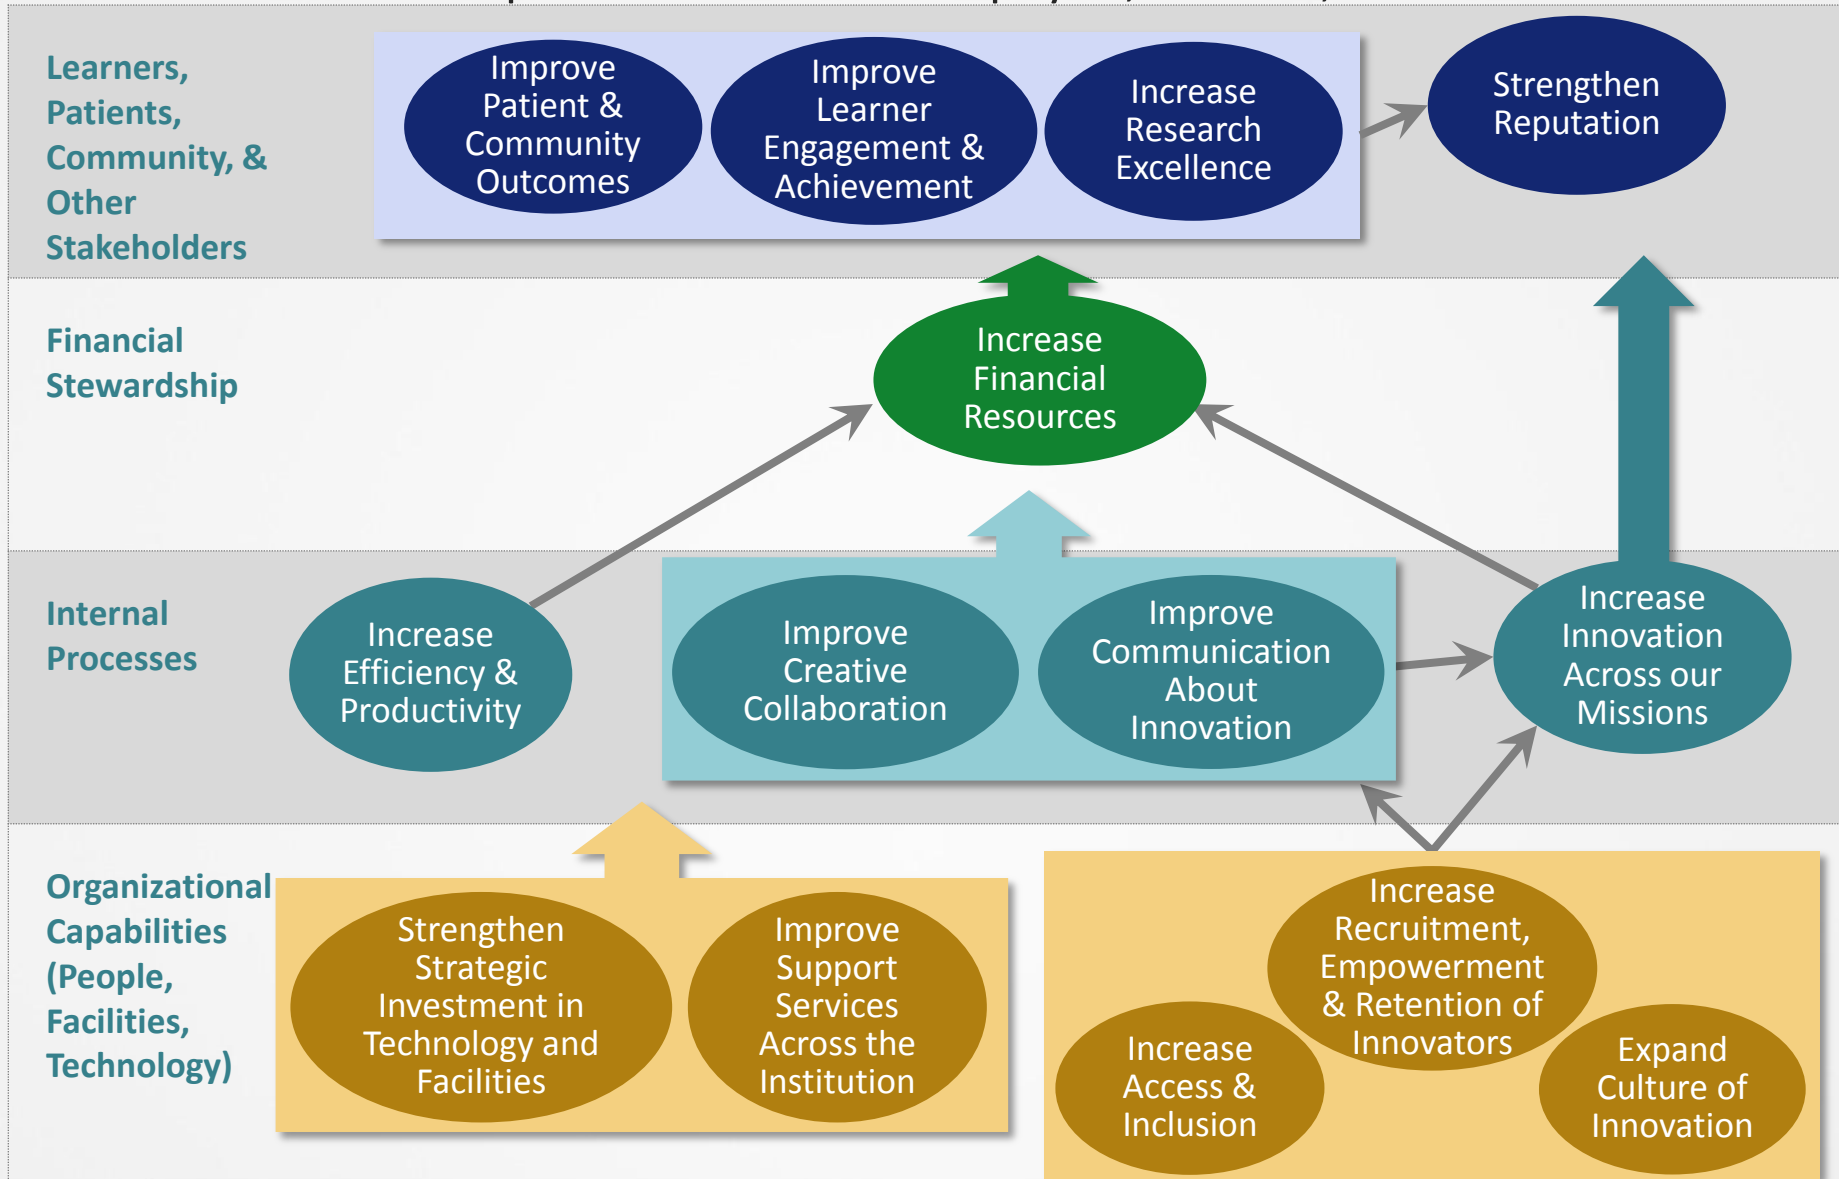 Learners,
Patients,
Community, &
Other
Stakeholders
Improve
Patient &
Community
Outcomes
Improve
Learner
Engagement &
Achievement
Increase
Research
Excellence
Strengthen
Reputation
Financial
Stewardship
Increase
Financial
Resources
Internal
Processes
Increase
Efficiency &
Productivity
Improve
Creative
Collaboration
Improve
Communication
About
Innovation
Increase
Innovation
Across our
Missions
Organizational
Capabilities
(People,
Facilities,
Technology)
Strengthen
Strategic
Investment in
Technology and
Facilities
Improve
Support
Services
Across the
Institution
Increase
Recruitment,
Empowerment
& Retention of
Innovators
Increase
Access &
Inclusion
Expand
Culture of
Innovation